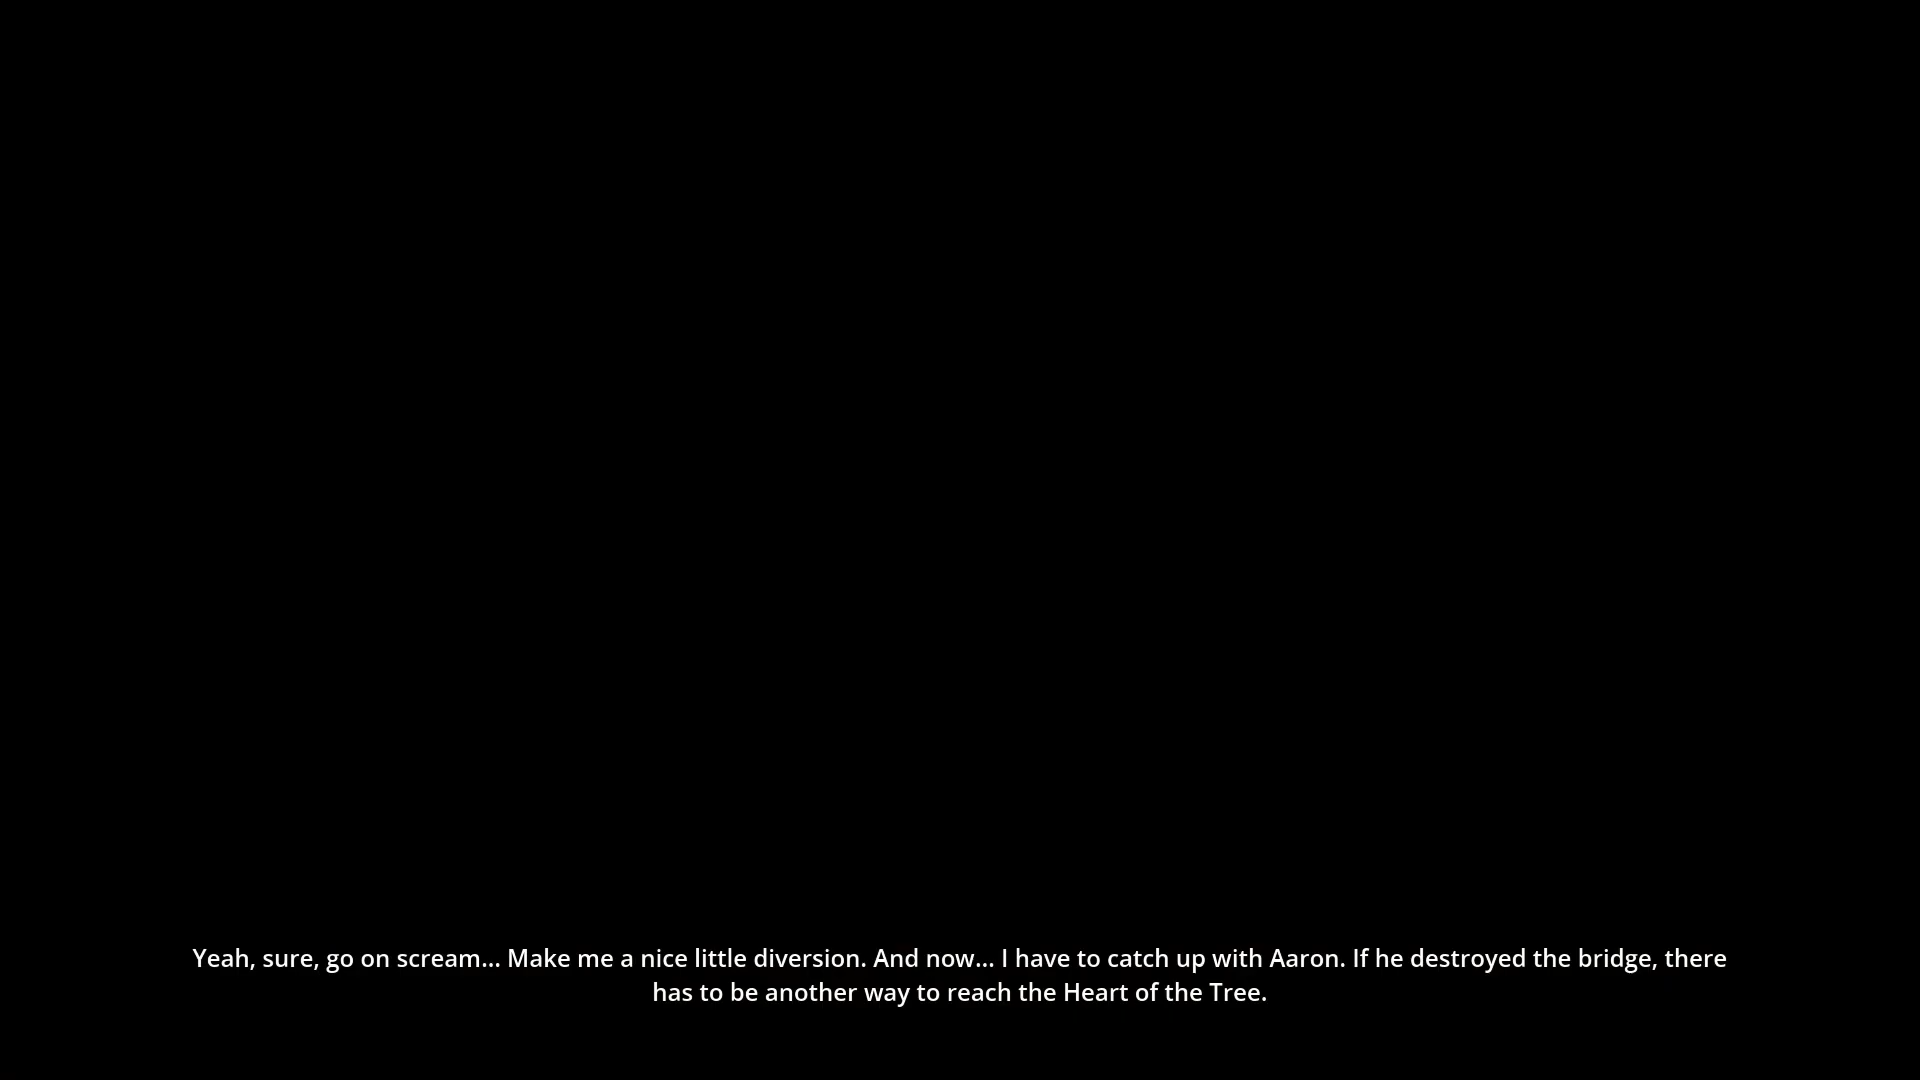 Yeah, sure, go on scream... Make me a nice little diversion. And now... I have to catch up with Aaron. If he destroyed the bridge, there
has to be another way to reach the Heart of the Tree.